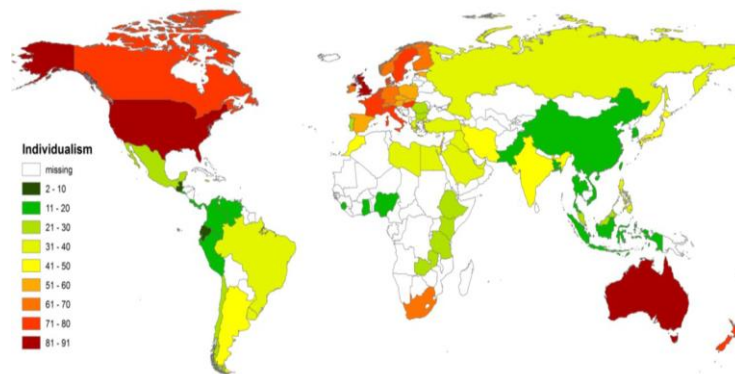 Individualism
missing
2 - 10
11 - 20
21 - 30
31 - 40
41 - 50
51 - 60
61 - 70
71 - 80
81 - 91